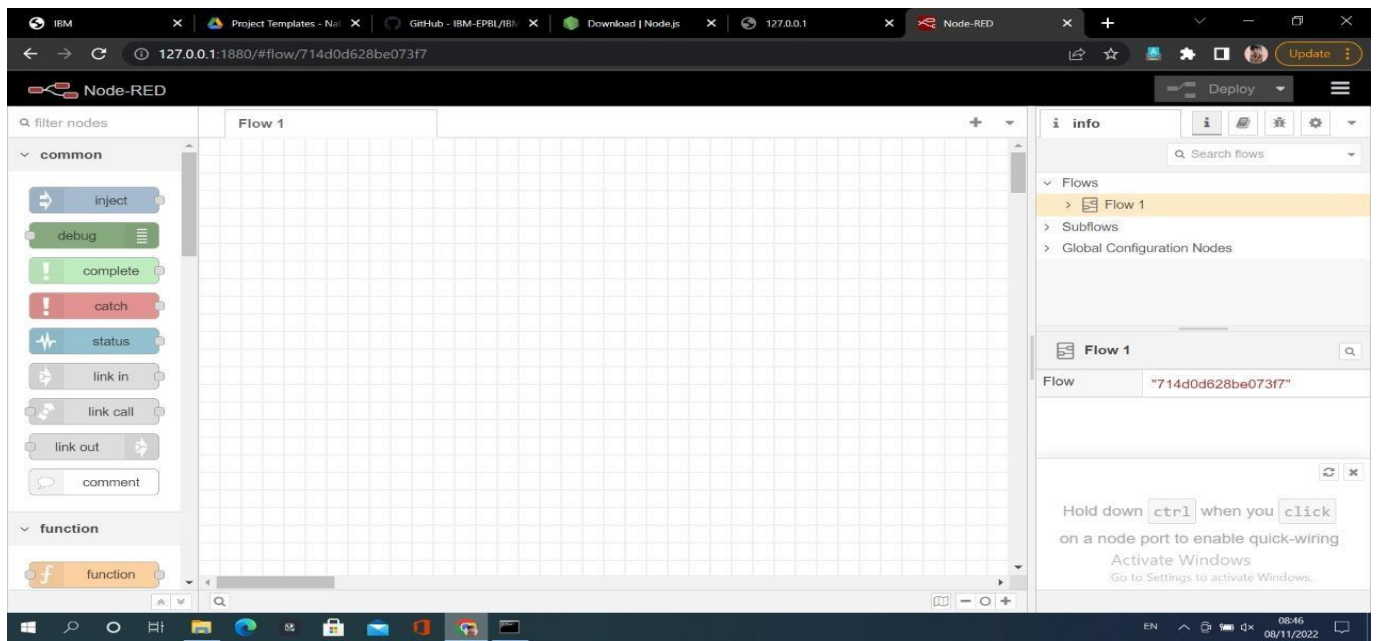 IBM
Project Templates - Nal
GitHub - IBM-EPBL/IBM
Download | Node.js
127.0.0.1
Node-RED
127.0.0.1:1880/#flow/714d0d628be073f7
Update
Node-RED
Deploy
filter nodes
Flow 1
info
i
common
Search flows
inject
debug
complete
catch
status
link in
link call
link out
comment
function
function
Flows
Flow 1
Subflows
Global Configuration Nodes
Flow 1
Flow "714d0d628be073f7"
Hold down ctrl when you click
on a node port to enable quick-wiring
Activate Windows
Go to Settings to activate Windows.
EN
08:46
08/11/2022